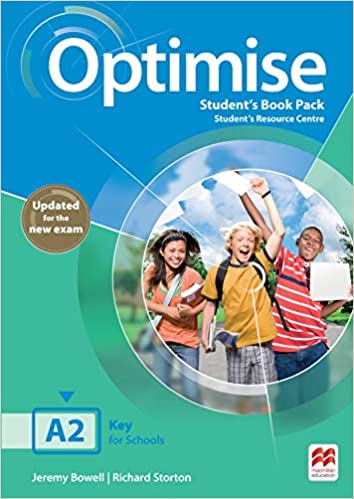 Optimise
Student's Book Pack
Student's Resource Centre
Updated
for the
new exam
A2
Key
for Schools
Jeremy Bowell | Richard Storton
macmillan
education